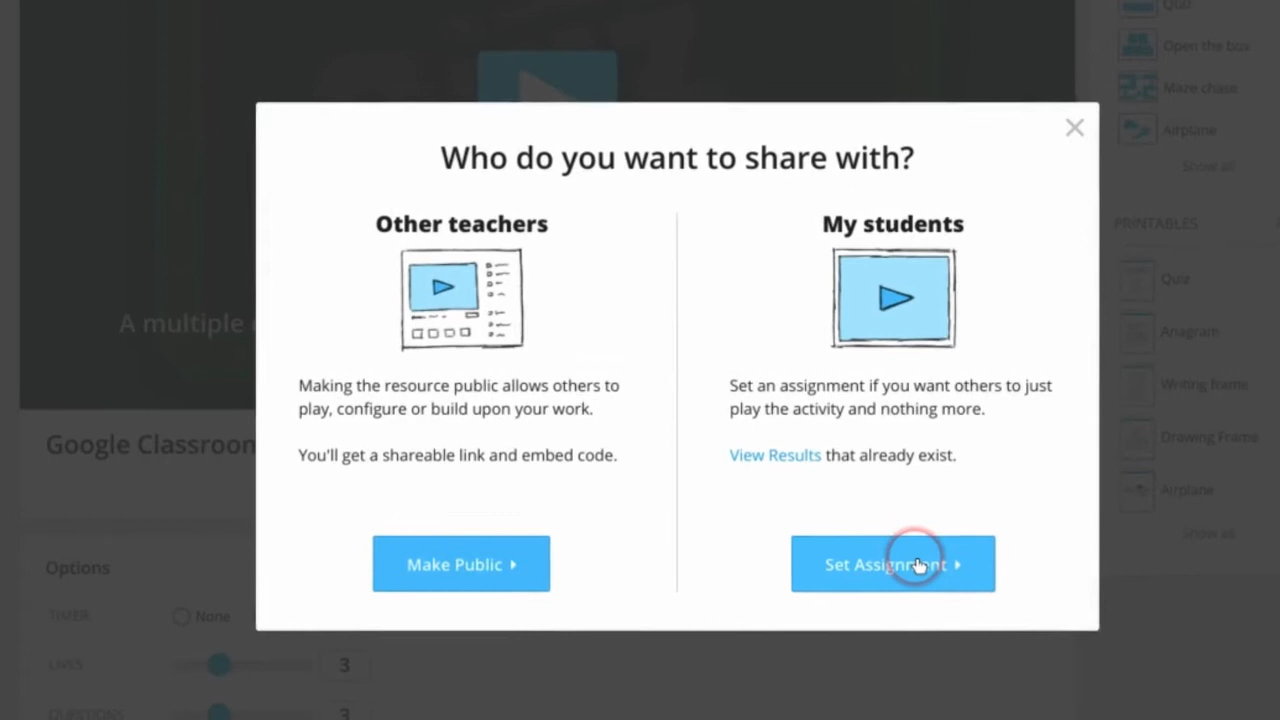 Quiz
Open the box
Maze chase
Airplane
Show all
Who do you want to share with?
Other teachers
Making the resource public allows others to
play, configure or build upon your work.
You'll get a shareable link and embed code.
Make Public
My students
Set an assignment if you want others to just
play the activity and nothing more.
View Results that already exist.
Set Assignment
A multiple
Google Classroom
PRINTABLES
Quiz
Anagram
Writing frame
Drawing Frame
Airplane
Show all
Options
TIMER
None
LIVES
3
QUESTIONS
3